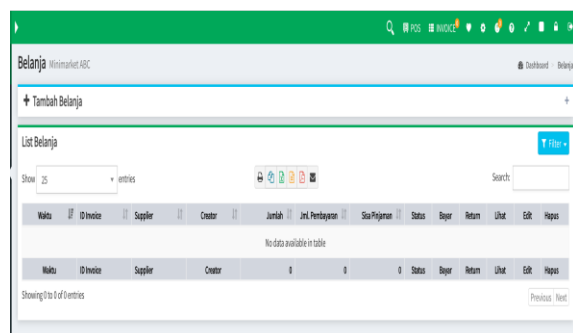 POS INVOICE
Belanja Minimarket ABC
Dashboard Belanja
+ Tambah Belanja +
List Belanja
Filter
Show 25 entries
Search:
Waktu ID Invoice Supplier Creator Jumlah Jml. Pembayaran Sisa Pinjaman Status Bayar Return Lihat Edit Hapus
No data available in table
Waktu ID Invoice Supplier Creator 0 0 0 Status Bayar Return Lihat Edit Hapus
Showing 0 to 0 of 0 entries
Previous Next